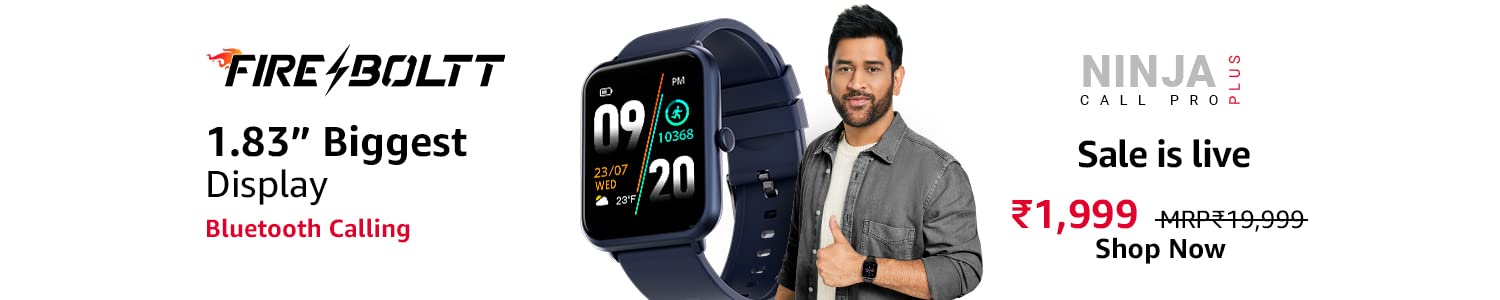 FIRE BOLTT
1.83” Biggest
Display
Bluetooth Calling
PM
09
10368
23/07
WED
20
23°F
NINJA
CALL PRO
PLUS
Sale is live
₹1,999 MRP₹19,999
Shop Now